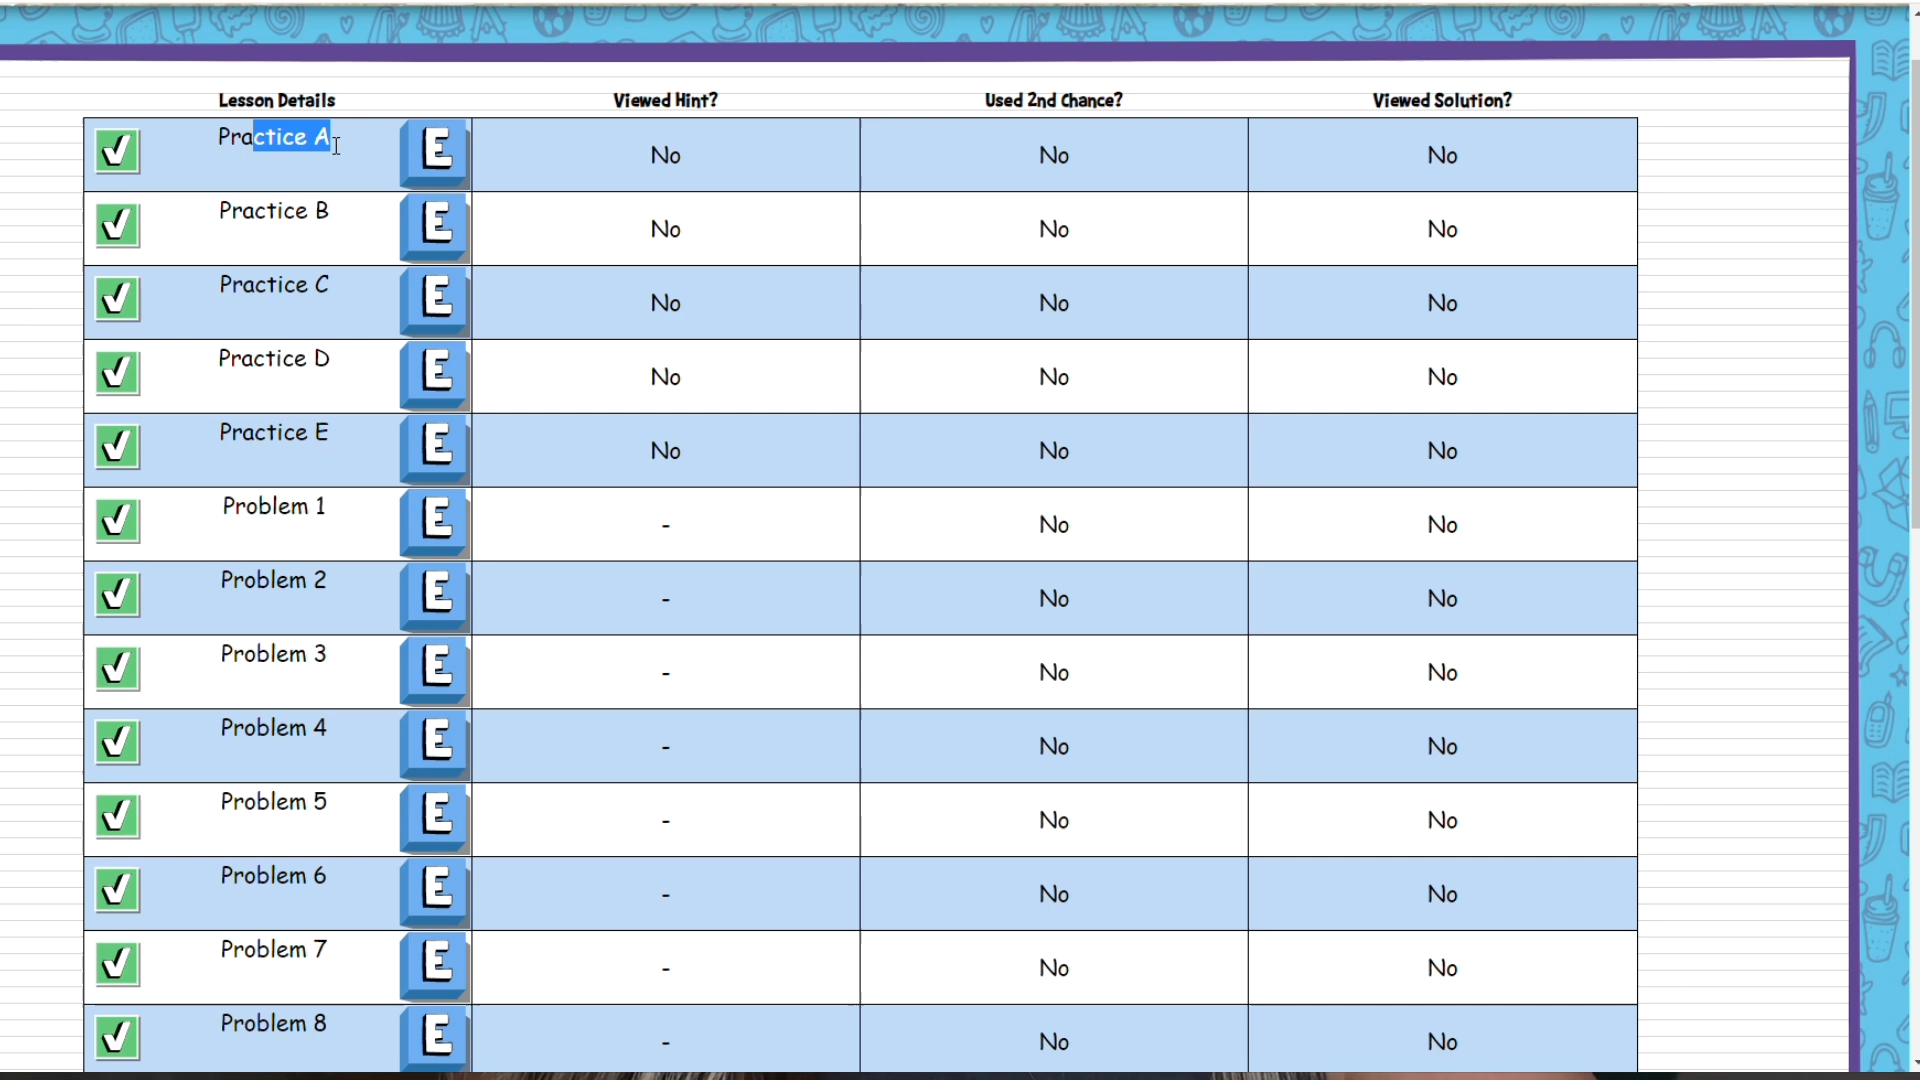 Lesson Details Viewed Hint? Used 2nd Chance? Viewed Solution?
Practice A E No No No
Practice B E No No No
Practice C E No No No
Practice D E No No No
Practice E E No No No
Problem 1 E - No No
Problem 2 E - No No
Problem 3 E - No No
Problem 4 E - No No
Problem 5 E - No No
Problem 6 E - No No
Problem 7 E - No No
Problem 8 E - No No